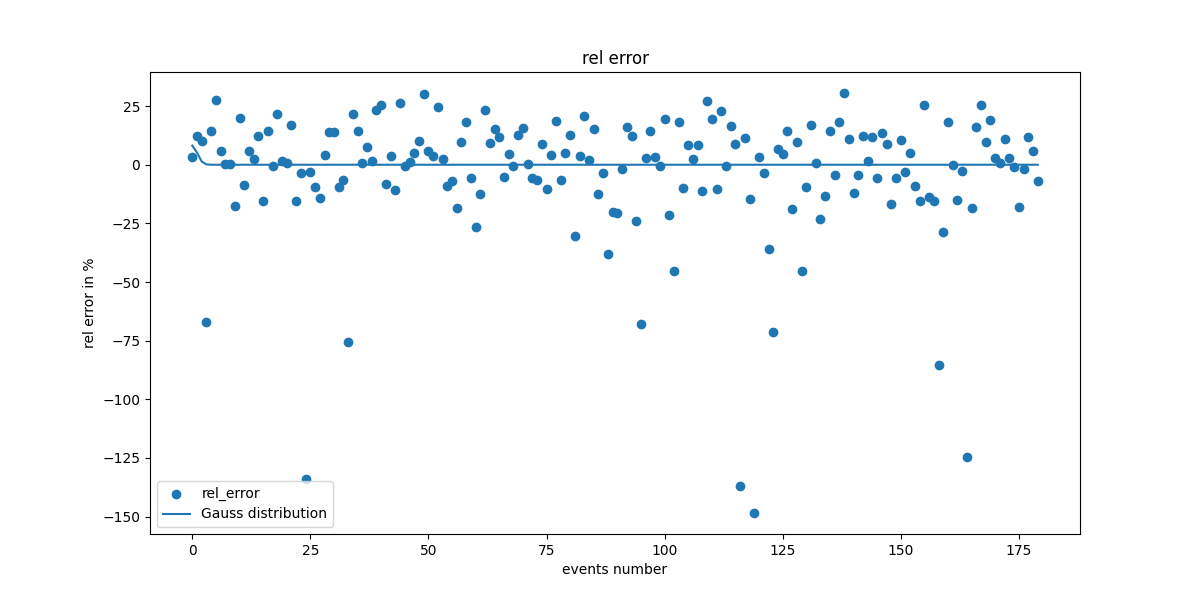 rel error
25
0
−25
−50
−75
−100
−125
−150
rel error in %
rel_error
Gauss distribution
0 25 50 75 100 125 150 175
events number